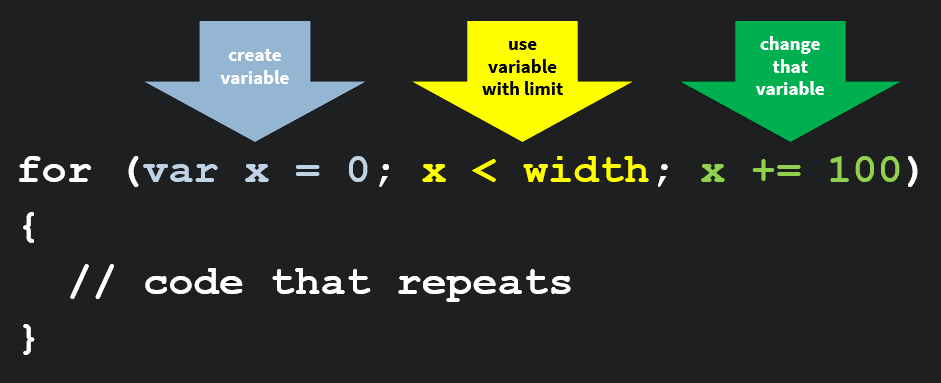 create
variable
use
variable
with limit
change
that
variable
for (var x = 0; x < width; x += 100)
{
// code that repeats
}